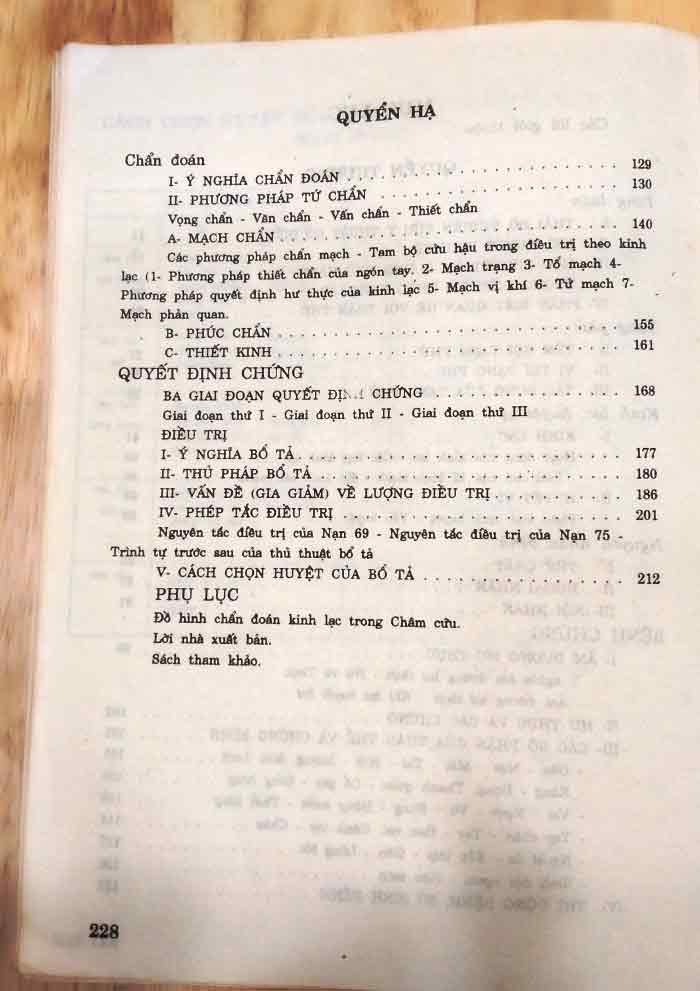 QUYỂN HẠ
Chẩn đoán
I- Ý NGHĨA CHẨN ĐOÁN . . . . . . . . . . . . . . . . . . . . . . . . . . . . 129
II- PHƯƠNG PHÁP TỨ CHẨN . . . . . . . . . . . . . . . . . . . . . . . . 130
Vọng chẩn - Văn chẩn - Vấn chẩn - Thiết chẩn
A- MẠCH CHẨN . . . . . . . . . . . . . . . . . . . . . . . . . . . . . . . . . 140
Các phương pháp chẩn mạch - Tam bộ cửu hậu trong điều trị theo kinh
lạc (1- Phương pháp thiết chẩn của ngón tay. 2- Mạch trạng 3- Tổ mạch 4-
Phương pháp quyết định hư thực của kinh lạc 5- Mạch vị khí 6- Tứ mạch 7-
Mạch phản quan.
B- PHÚC CHẨN . . . . . . . . . . . . . . . . . . . . . . . . . . . . . . . . . 155
C- THIẾT KINH . . . . . . . . . . . . . . . . . . . . . . . . . . . . . . . . . 161
QUYẾT ĐỊNH CHỨNG
BA GIAI ĐOẠN QUYẾT ĐỊNH CHỨNG . . . . . . . . . . . . . . . . . . 168
Giai đoạn thứ I - Giai đoạn thứ II - Giai đoạn thứ III
ĐIỀU TRỊ
I- Ý NGHĨA BỔ TẢ . . . . . . . . . . . . . . . . . . . . . . . . . . . . . . . 177
II- THỦ PHÁP BỔ TẢ . . . . . . . . . . . . . . . . . . . . . . . . . . . . . 180
III- VẤN ĐỀ (GIA GIẢM) VỀ LƯỢNG ĐIỀU TRỊ . . . . . . . . . . . . 186
IV- PHÉP TẮC ĐIỀU TRỊ . . . . . . . . . . . . . . . . . . . . . . . . . . . 201
Nguyên tắc điều trị của Nạn 69 - Nguyên tắc điều trị của Nạn 75 -
Trình tự trước sau của thủ thuật bổ tả
V- CÁCH CHỌN HUYỆT CỦA BỔ TẢ . . . . . . . . . . . . . . . . . . . 212
PHỤ LỤC
Đồ hình chẩn đoán kinh lạc trong Châm cứu.
Lời nhà xuất bản.
Sách tham khảo.
228